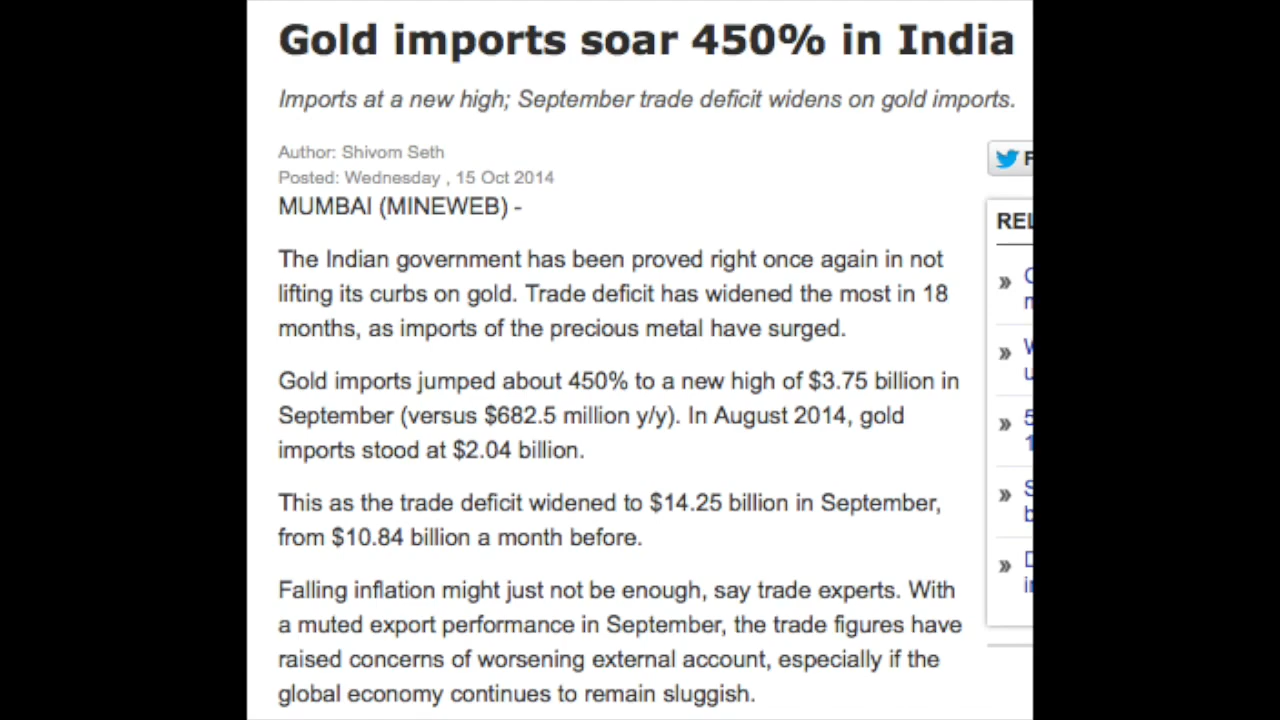 Gold imports soar 450% in India
Imports at a new high; September trade deficit widens on gold imports.
Author: Shivom Seth
Posted: Wednesday , 15 Oct 2014
MUMBAI (MINEWEB) -
The Indian government has been proved right once again in not
lifting its curbs on gold. Trade deficit has widened the most in 18
months, as imports of the precious metal have surged.
Gold imports jumped about 450% to a new high of $3.75 billion in
September (versus $682.5 million y/y). In August 2014, gold
imports stood at $2.04 billion.
This as the trade deficit widened to $14.25 billion in September,
from $10.84 billion a month before.
Falling inflation might just not be enough, say trade experts. With
a muted export performance in September, the trade figures have
raised concerns of worsening external account, especially if the
global economy continues to remain sluggish.
REL